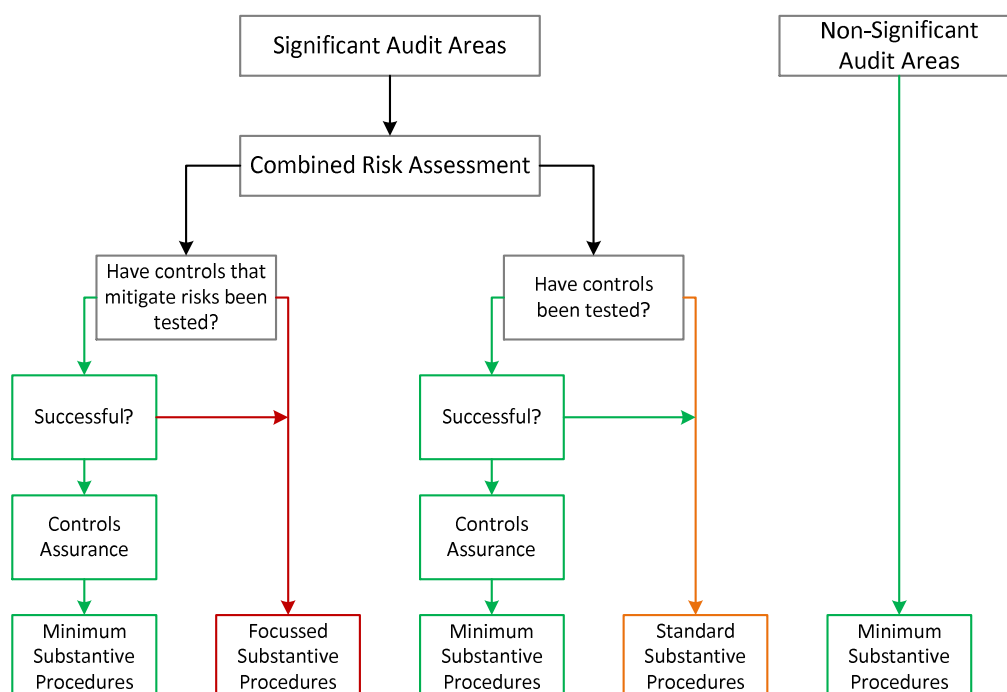 Significant Audit Areas
Non-Significant
Audit Areas
Combined Risk Assessment
Have controls that
mitigate risks been
tested?
Have controls
been tested?
Successful?
Successful?
Controls
Assurance
Controls
Assurance
Minimum
Substantive
Procedures
Focussed
Substantive
Procedures
Minimum
Substantive
Procedures
Standard
Substantive
Procedures
Minimum
Substantive
Procedures